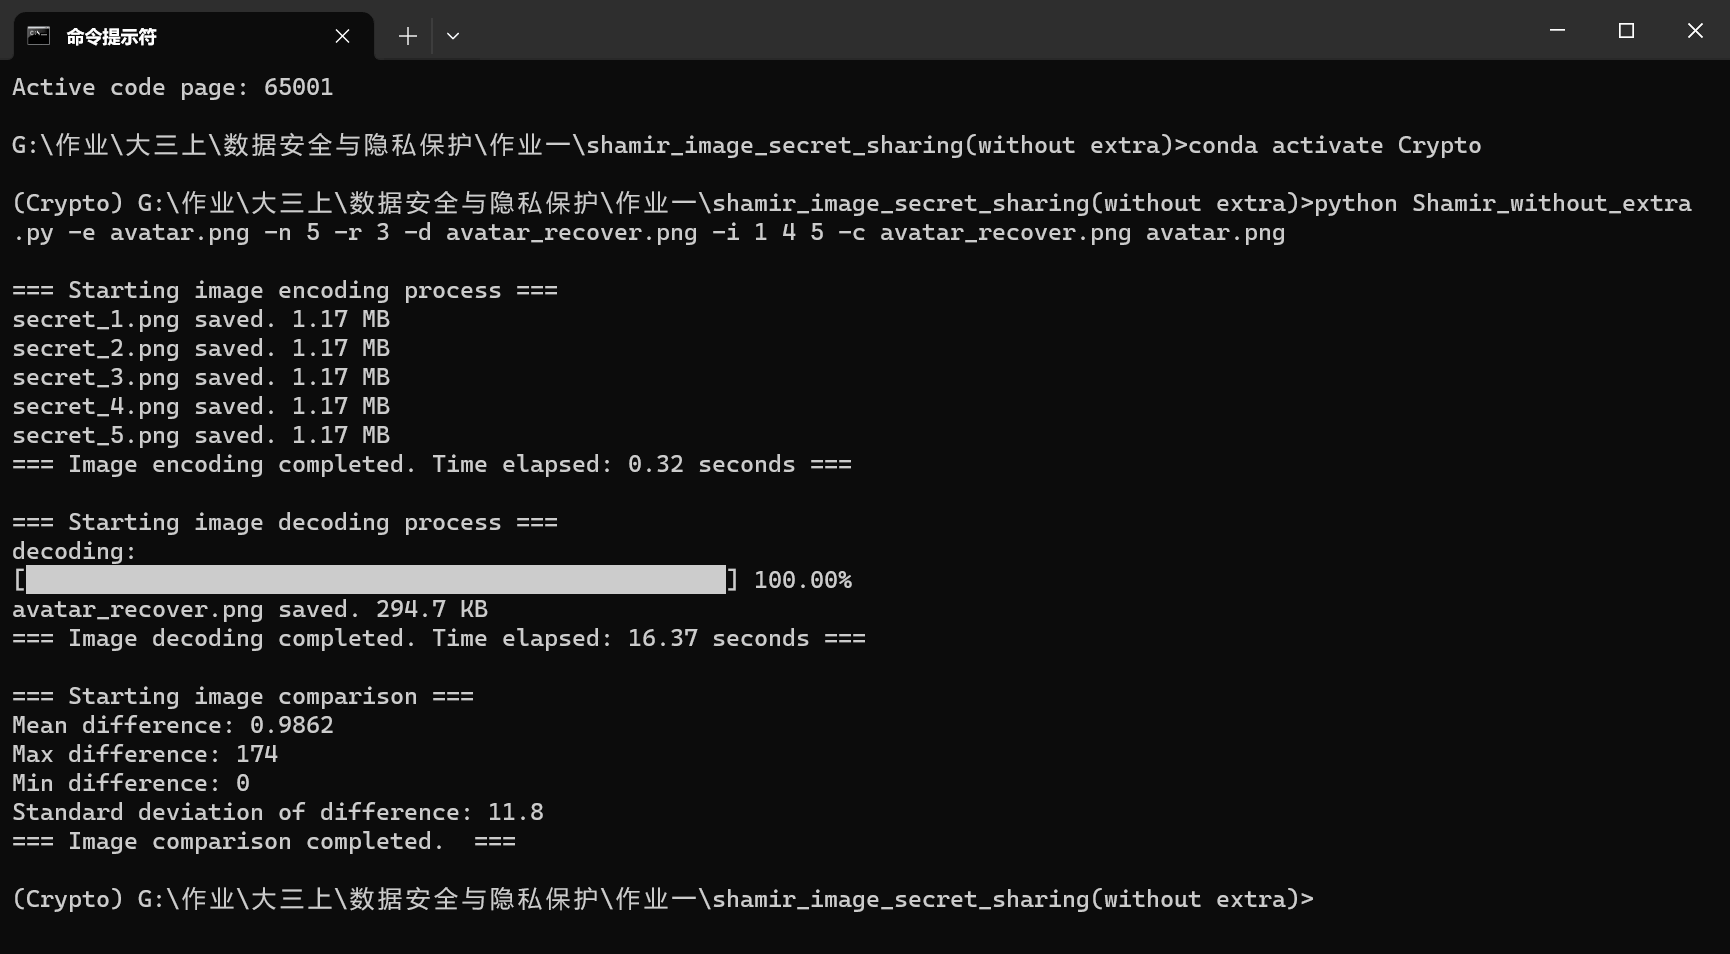 命令提示符
Active code page: 65001
G:\作业\大三上\数据安全与隐私保护\作业一\shamir_image_secret_sharing(without extra)>conda activate Crypto
(Crypto) G:\作业\大三上\数据安全与隐私保护\作业一\shamir_image_secret_sharing(without extra)>python Shamir_without_extra
.py -e avatar.png -n 5 -r 3 -d avatar_recover.png -i 1 4 5 -c avatar_recover.png avatar.png
=== Starting image encoding process ===
secret_1.png saved. 1.17 MB
secret_2.png saved. 1.17 MB
secret_3.png saved. 1.17 MB
secret_4.png saved. 1.17 MB
secret_5.png saved. 1.17 MB
=== Image encoding completed. Time elapsed: 0.32 seconds ===
=== Starting image decoding process ===
decoding:
[] 100.00%
avatar_recover.png saved. 294.7 KB
=== Image decoding completed. Time elapsed: 16.37 seconds ===
=== Starting image comparison ===
Mean difference: 0.9862
Max difference: 174
Min difference: 0
Standard deviation of difference: 11.8
=== Image comparison completed.  ===
(Crypto) G:\作业\大三上\数据安全与隐私保护\作业一\shamir_image_secret_sharing(without extra)>